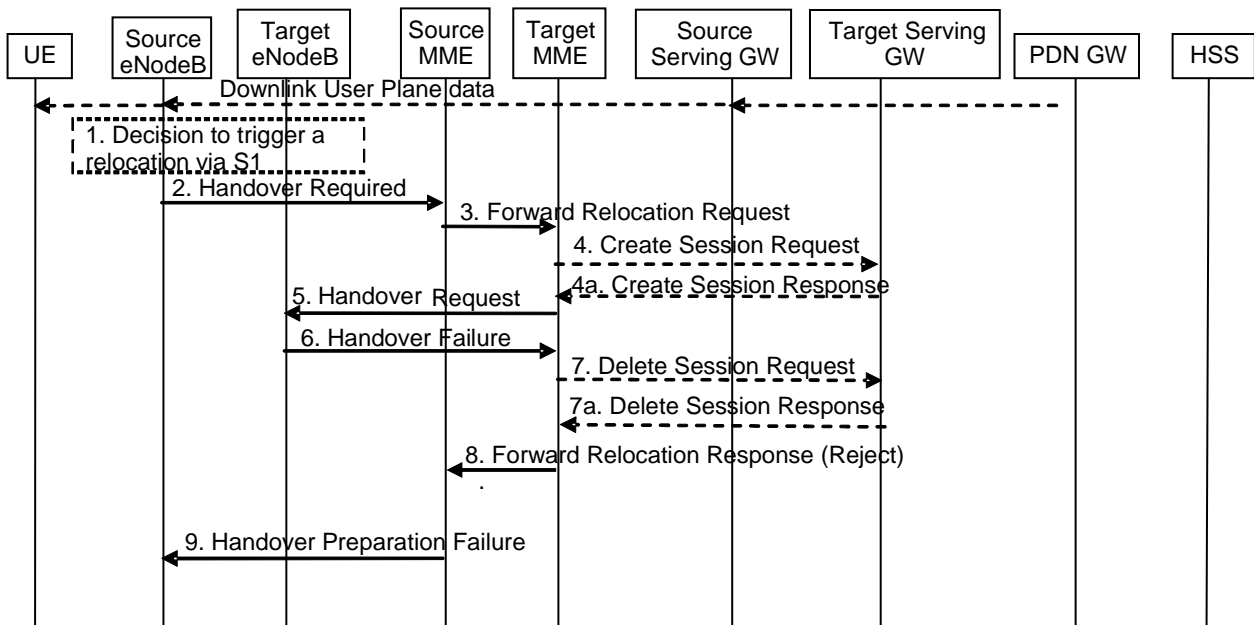 UE
Source
eNodeB
Target
eNodeB
Source
MME
Target
MME
Source
Serving GW
Target Serving
GW
PDN GW
HSS
Downlink User Plane data
1. Decision to trigger a
relocation via S1
2. Handover Required
3. Forward Relocation Request
4. Create Session Request
4a. Create Session Response
5. Handover Request
6. Handover Failure
7. Delete Session Request
7a. Delete Session Response
8. Forward Relocation Response (Reject)
.
9. Handover Preparation Failure